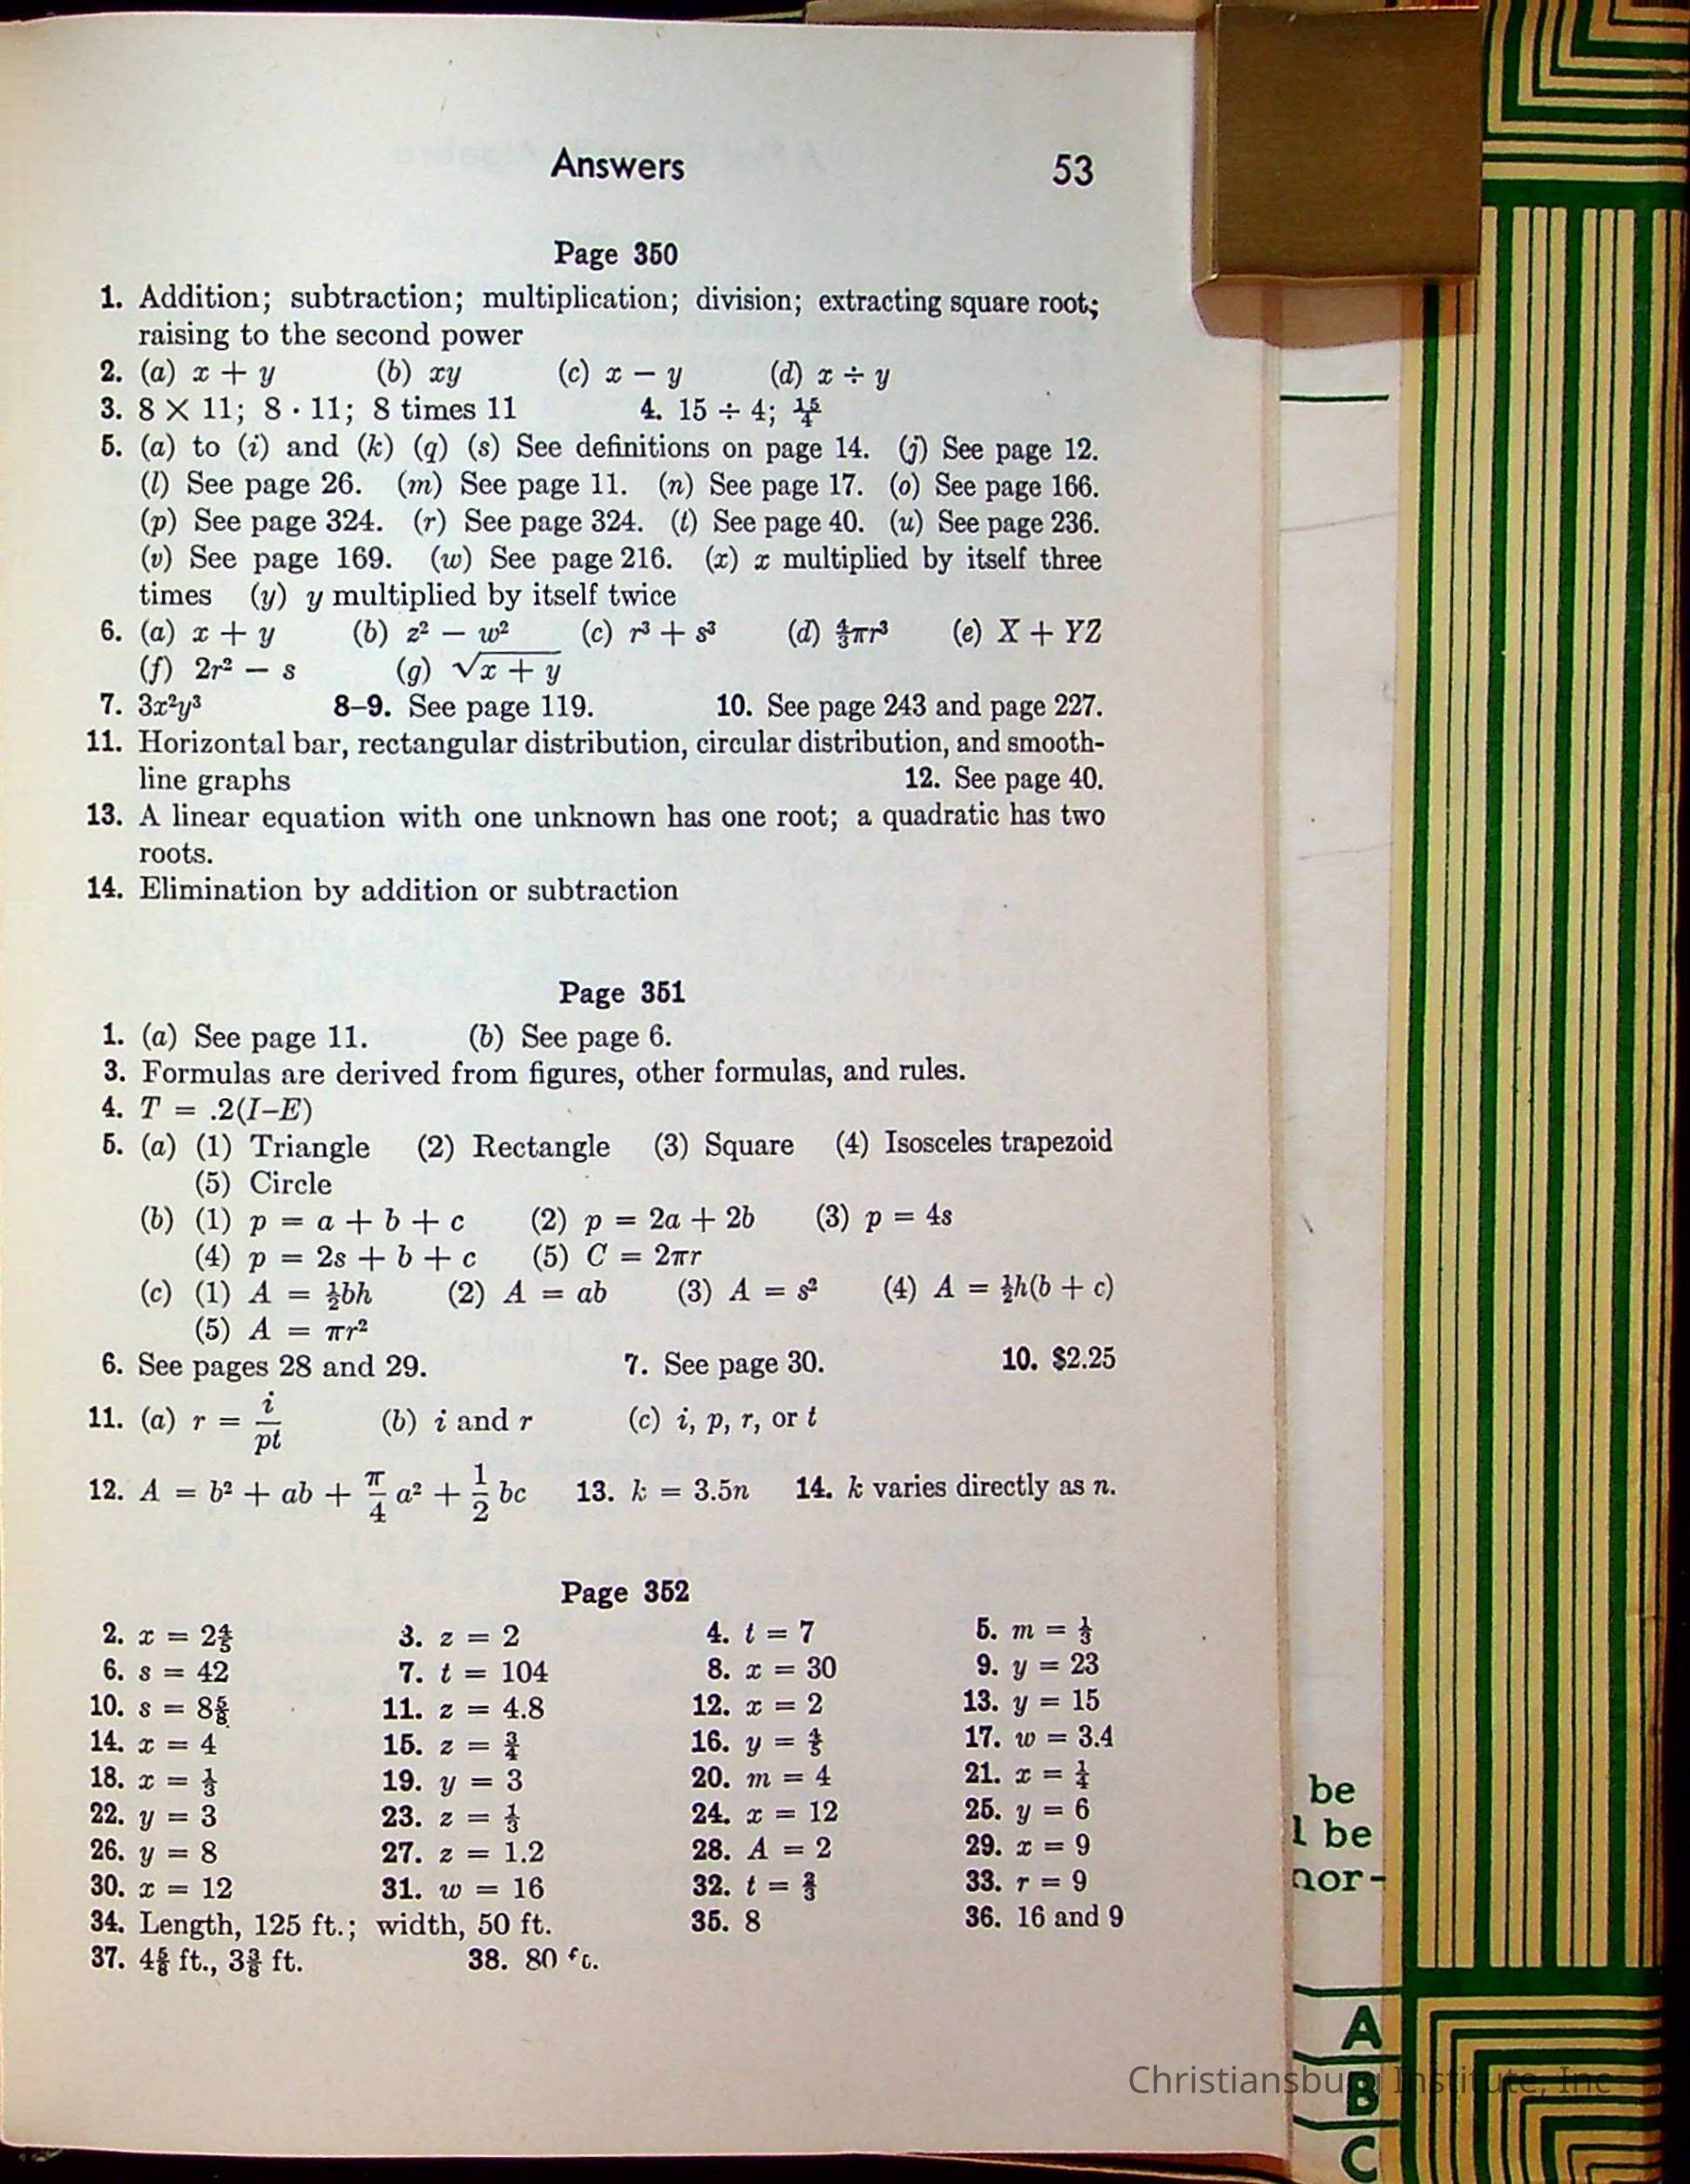 Answers 53
Page 350
1. Addition; subtraction; multiplication; division; extracting square root;
raising to the second power
2. (a) x + y (b) xy (c) x − y (d) x ÷ y
3. 8 × 11; 8 · 11; 8 times 11 4. 15 ÷ 4; 15/4
5. (a) to (i) and (k) (q) (s) See definitions on page 14. (j) See page 12.
(l) See page 26. (m) See page 11. (n) See page 17. (o) See page 166.
(p) See page 324. (r) See page 324. (t) See page 40. (u) See page 236.
(v) See page 169. (w) See page 216. (x) x multiplied by itself three
times (y) y multiplied by itself twice
6. (a) x + y (b) z² − w² (c) r³ + s³ (d) 4/3πr³ (e) X + YZ
(f) 2r² − s (g) √(x + y)
7. 3x²y³ 8–9. See page 119. 10. See page 243 and page 227.
11. Horizontal bar, rectangular distribution, circular distribution, and smooth-
line graphs 12. See page 40.
13. A linear equation with one unknown has one root; a quadratic has two
roots.
14. Elimination by addition or subtraction
Page 351
1. (a) See page 11. (b) See page 6.
3. Formulas are derived from figures, other formulas, and rules.
4. T = .2(I–E)
5. (a) (1) Triangle (2) Rectangle (3) Square (4) Isosceles trapezoid
(5) Circle
(b) (1) p = a + b + c (2) p = 2a + 2b (3) p = 4s
(4) p = 2s + b + c (5) C = 2πr
(c) (1) A = ½bh (2) A = ab (3) A = s² (4) A = ½h(b + c)
(5) A = πr²
6. See pages 28 and 29. 7. See page 30. 10. $2.25
11. (a) r = i/pt (b) i and r (c) i, p, r, or t
12. A = b² + ab + π/4 a² + 1/2 bc 13. k = 3.5n 14. k varies directly as n.
Page 352
2. x = 2⅘ 3. z = 2 4. t = 7 5. m = ⅓
6. s = 42 7. t = 104 8. x = 30 9. y = 23
10. s = 8⅝ 11. z = 4.8 12. x = 2 13. y = 15
14. x = 4 15. z = ¾ 16. y = ⅘ 17. w = 3.4
18. x = ⅓ 19. y = 3 20. m = 4 21. x = ¼
22. y = 3 23. z = ⅓ 24. x = 12 25. y = 6
26. y = 8 27. z = 1.2 28. A = 2 29. x = 9
30. x = 12 31. w = 16 32. t = ⅔ 33. r = 9
34. Length, 125 ft.; width, 50 ft. 35. 8 36. 16 and 9
37. 4⅝ ft., 3⅜ ft. 38. 80
be
l be
nor-
A
B
C
Christiansburg Institute, Inc